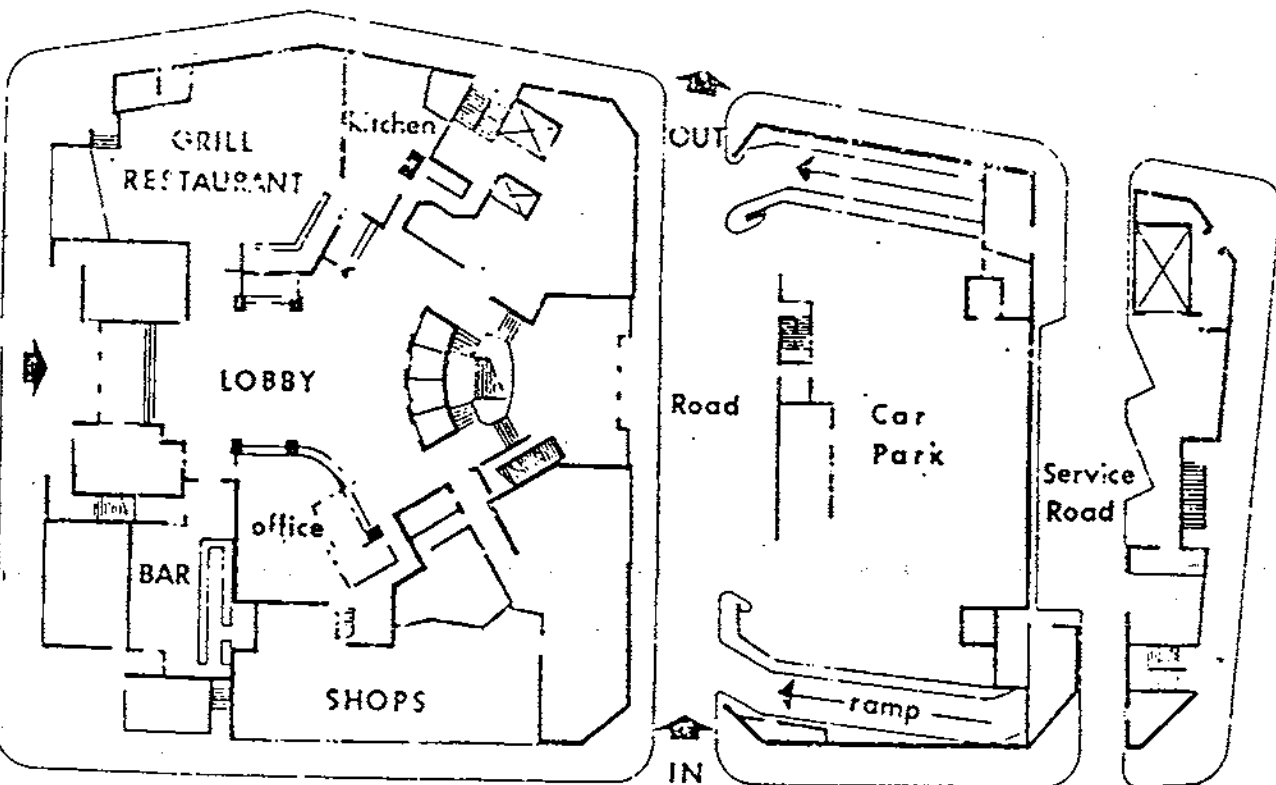 GRILL
RESTAURANT
Kitchen
OUT
LOBBY
Road
Car
Park
Service
Road
office
BAR
SHOPS
ramp
IN